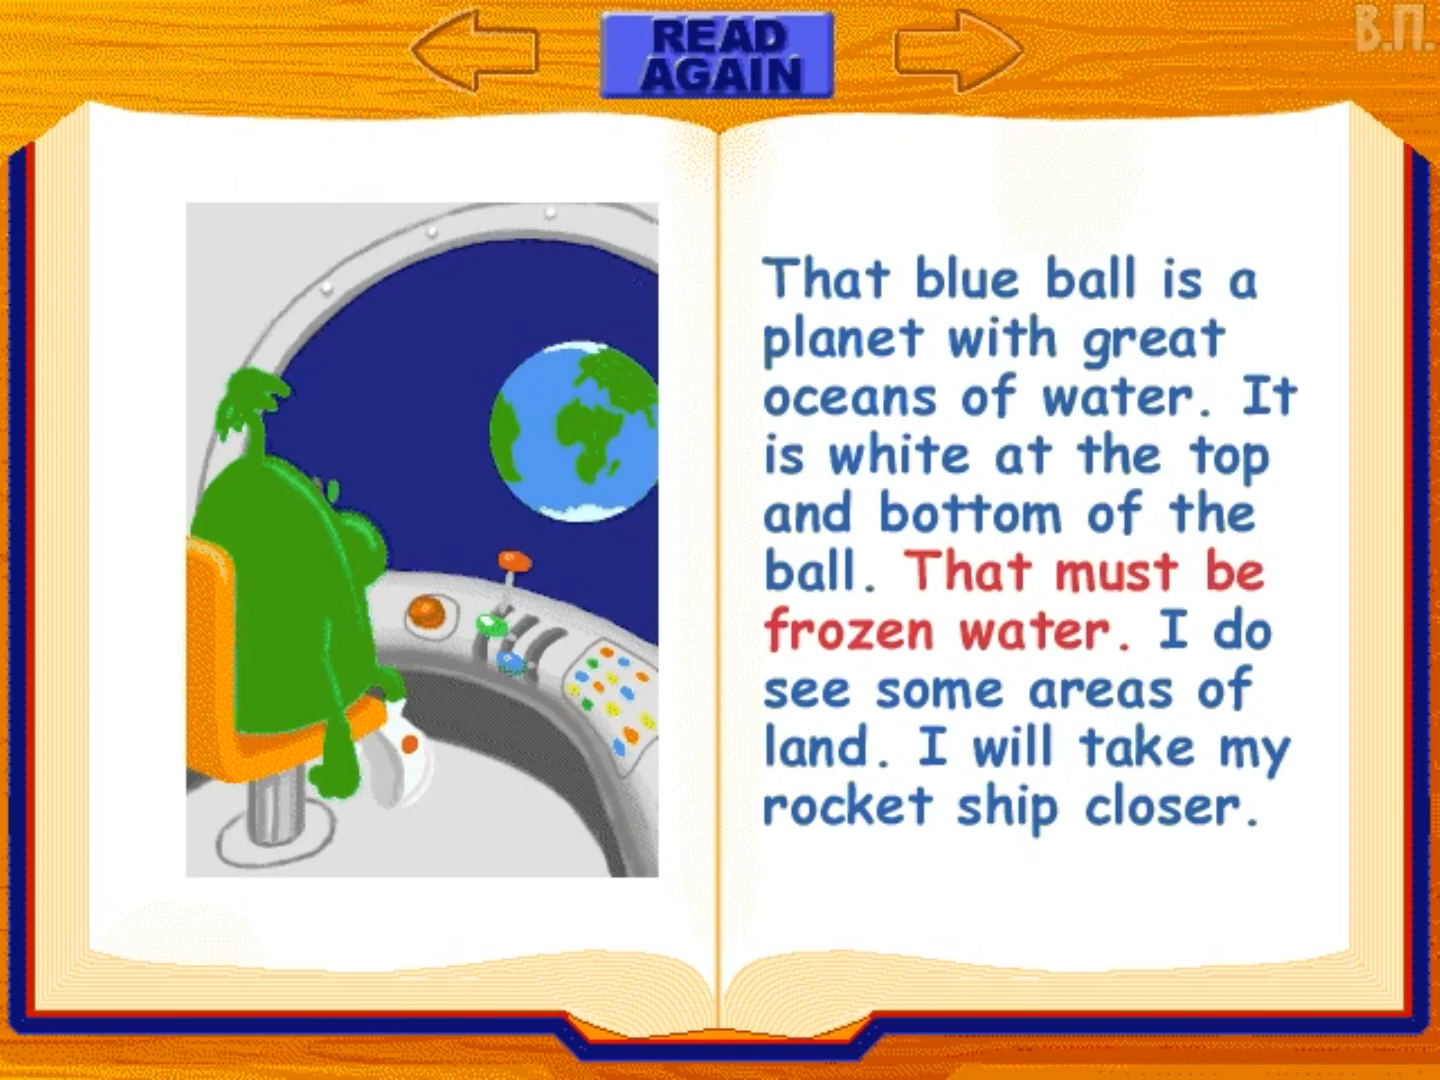 READ
AGAIN
В.П.
That blue ball is a
planet with great
oceans of water. It
is white at the top
and bottom of the
ball. That must be
frozen water. I do
see some areas of
land. I will take my
rocket ship closer.